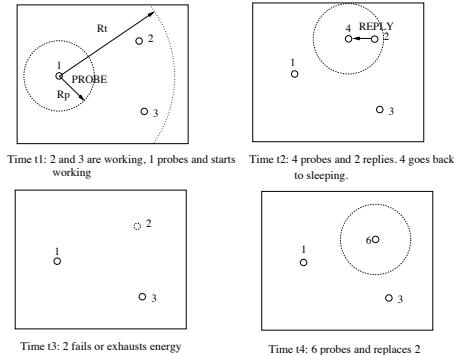 Rt
2
1
PROBE
Rp
3
Time t1: 2 and 3 are working, 1 probes and starts
working
4
REPLY
2
1
3
Time t2: 4 probes and 2 replies. 4 goes back
to sleeping.
2
1
3
Time t3: 2 fails or exhausts energy
6
1
3
Time t4: 6 probes and replaces 2